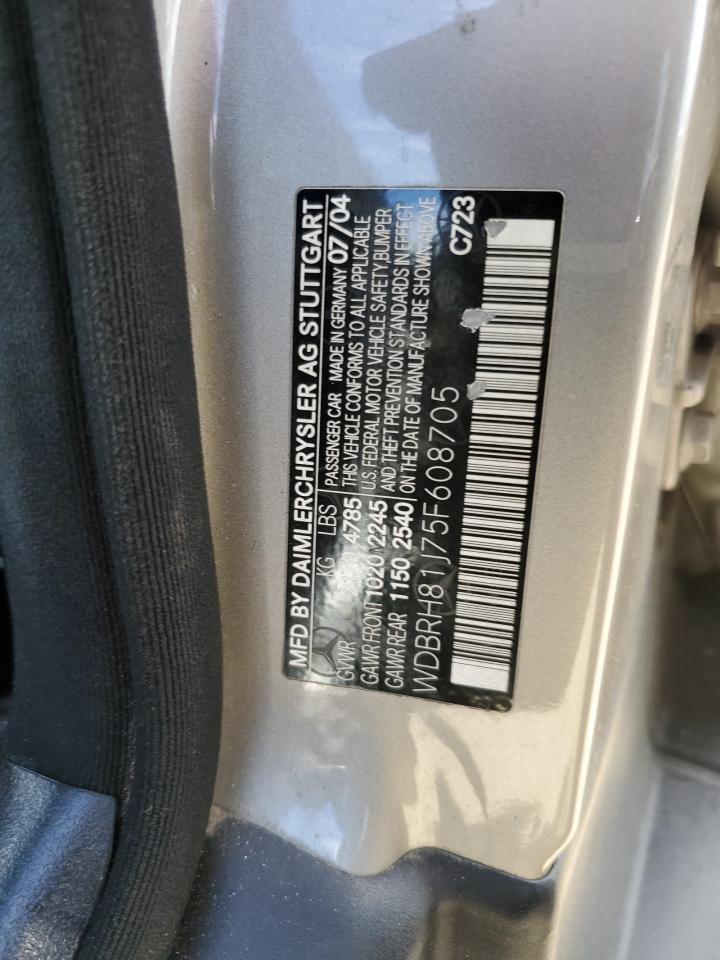 MFD BY DAIMLERCHRYSLER AG STUTTGART
KG LBS PASSENGER CAR MADE IN GERMANY 07/04
GVWR 4785 THIS VEHICLE CONFORMS TO ALL APPLICABLE
GAWR FRONT 1020 2245 U.S. FEDERAL MOTOR VEHICLE SAFETY, BUMPER
GAWR REAR 1150 2540 AND THEFT PREVENTION STANDARDS IN EFFECT
ON THE DATE OF MANUFACTURE SHOWN ABOVE
WDBRH81J75F608705 C723